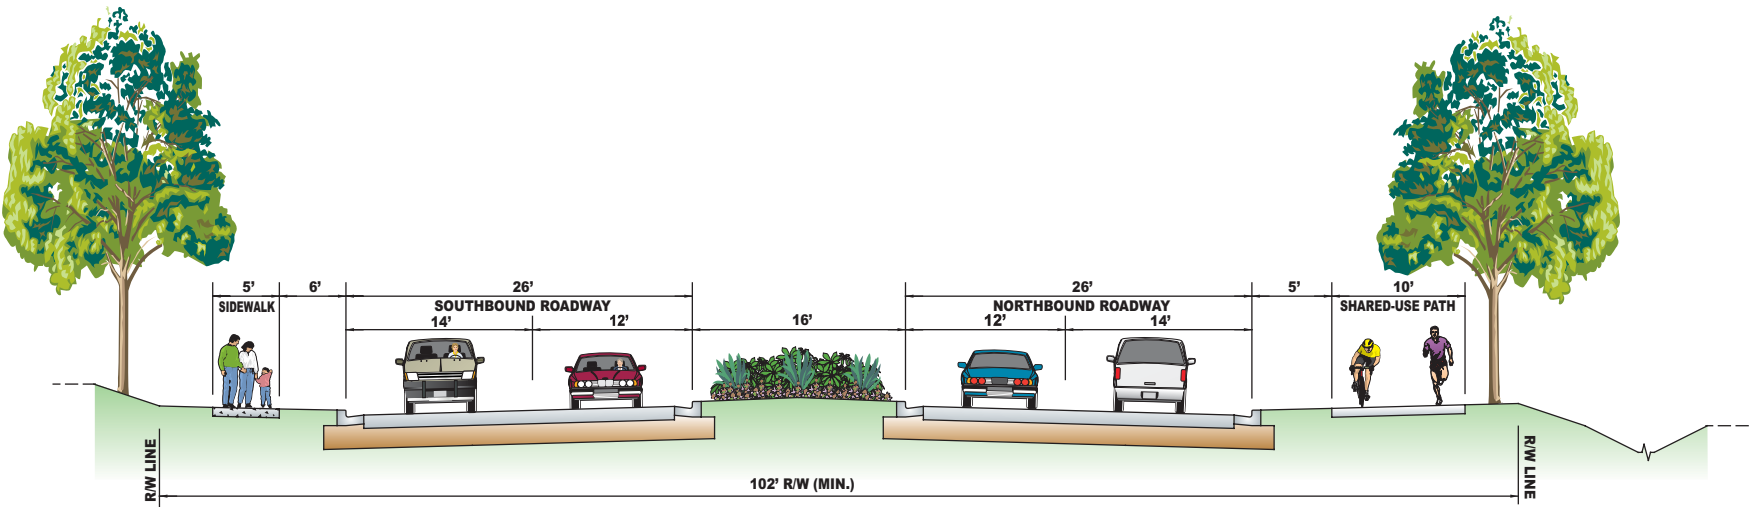 5' 6' 26' 26' 5' 10'
SIDEWALK SOUTHBOUND ROADWAY NORTHBOUND ROADWAY SHARED-USE PATH
14' 12' 16' 12' 14'
R/W LINE
R/W LINE
102' R/W (MIN.)